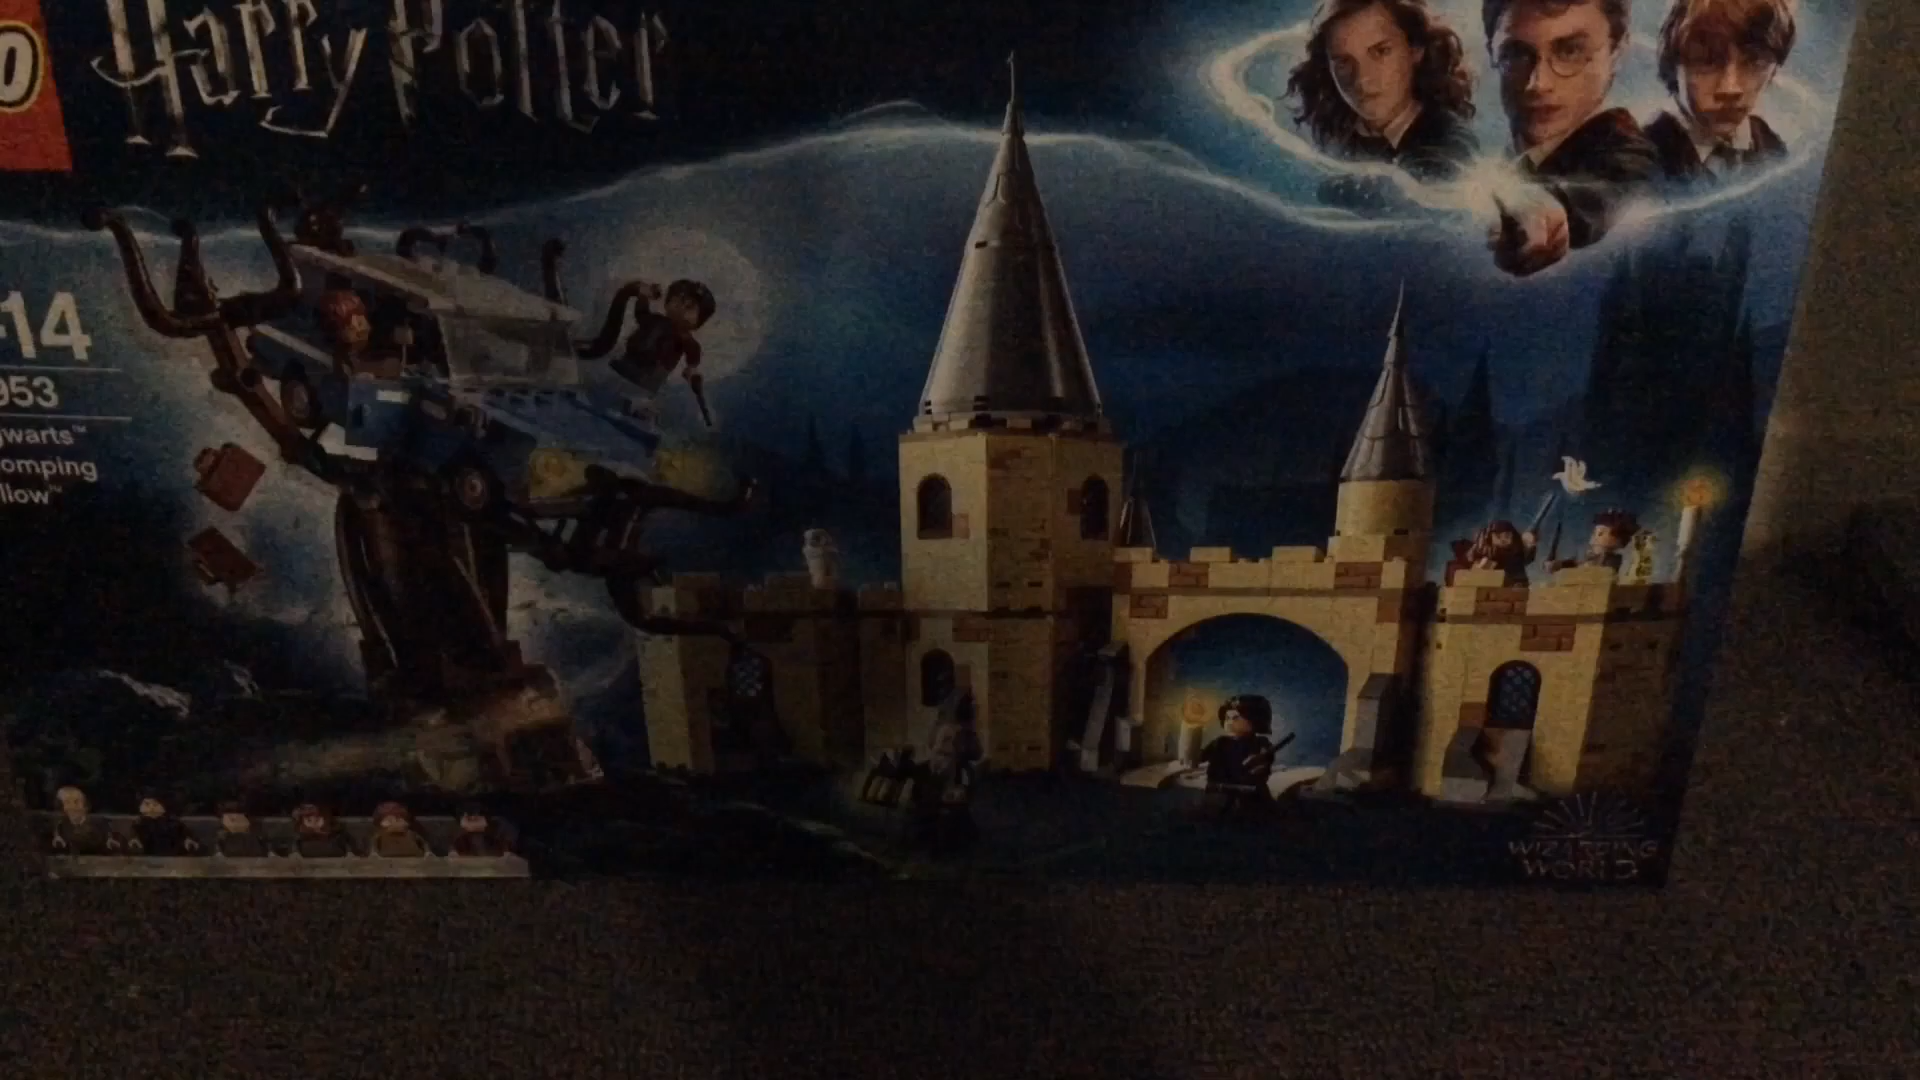 Harry Potter
-14
953
gwarts™
omping
llow™
WIZARDING
WORLD